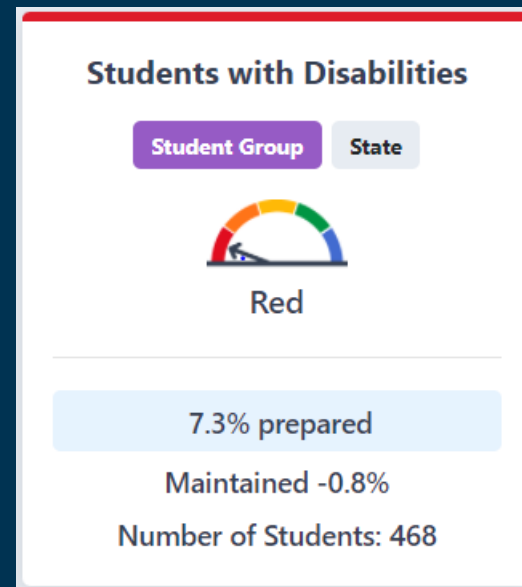 Students with Disabilities
Student Group State
Red
7.3% prepared
Maintained -0.8%
Number of Students: 468